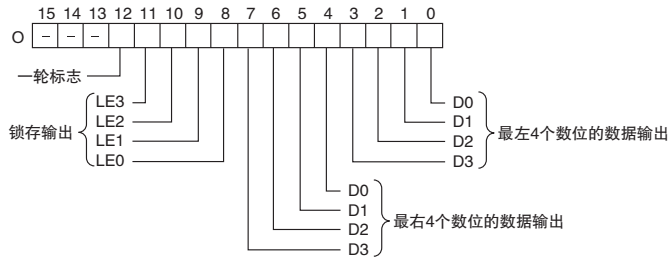 15 14 13 12 11 10 9 8 7 6 5 4 3 2 1 0
O - - -
一轮标志
锁存输出
LE3
LE2
LE1
LE0
D0
D1
D2
D3
最左4个数位的数据输出
D0
D1
D2
D3
最右4个数位的数据输出